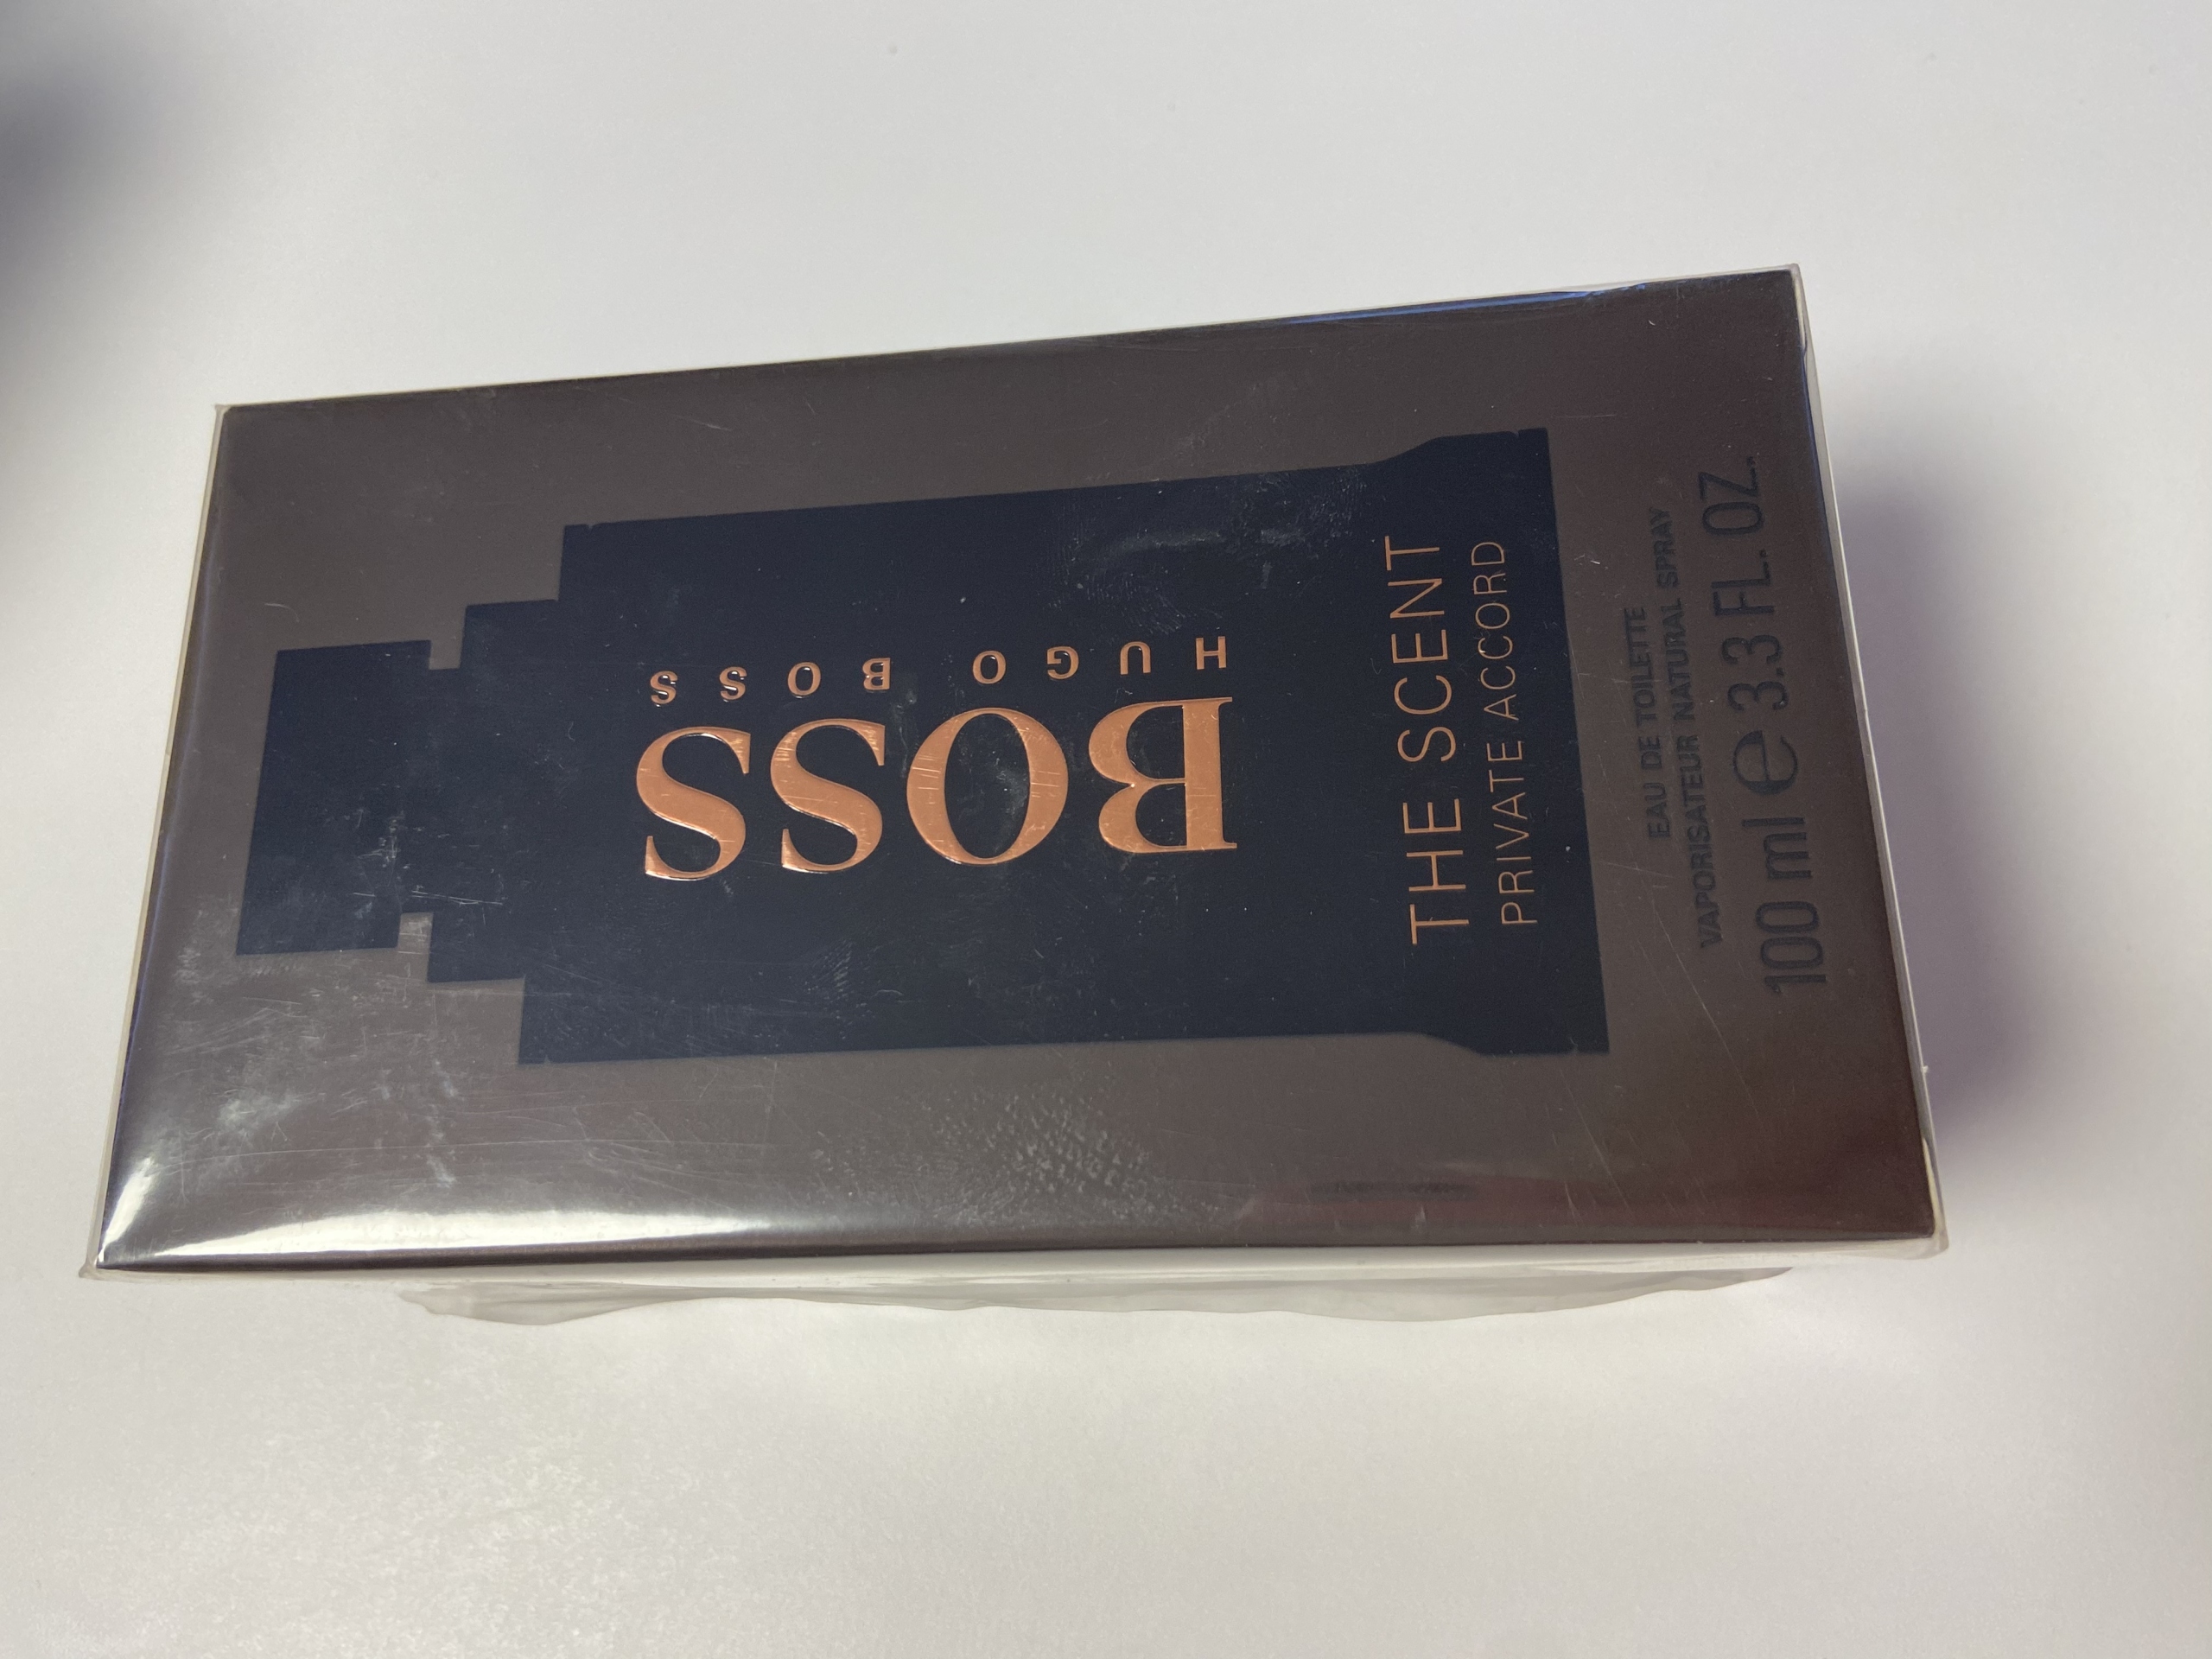 BOSS
HUGO BOSS
THE SCENT
PRIVATE ACCORD
EAU DE TOILETTE
VAPORISATEUR NATURAL SPRAY
100 ml e 3.3 FL. OZ.